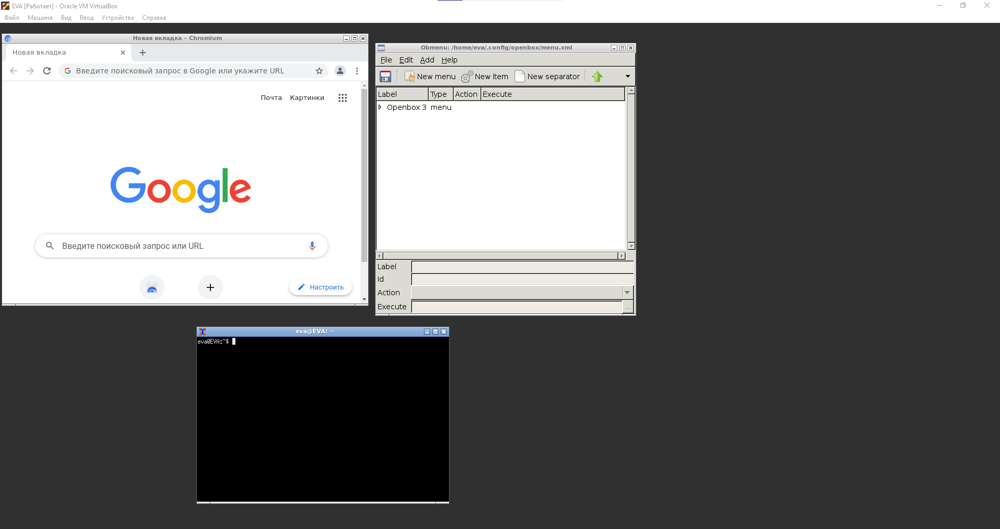 EVA [Работает] - Oracle VM VirtualBox
Файл Машина Вид Ввод Устройства Справка
Новая вкладка – Chromium
Новая вкладка
Введите поисковый запрос в Google или укажите URL
Почта Картинки
Google
Введите поисковый запрос или URL
Настроить
Obmenu: /home/eva/.config/openbox/menu.xml
File Edit Add Help
New menu New item New separator
Label Type Action Execute
Openbox 3 menu
Label
Id
Action
Execute
...
eva@EVA: ~
eva@EVA:~$